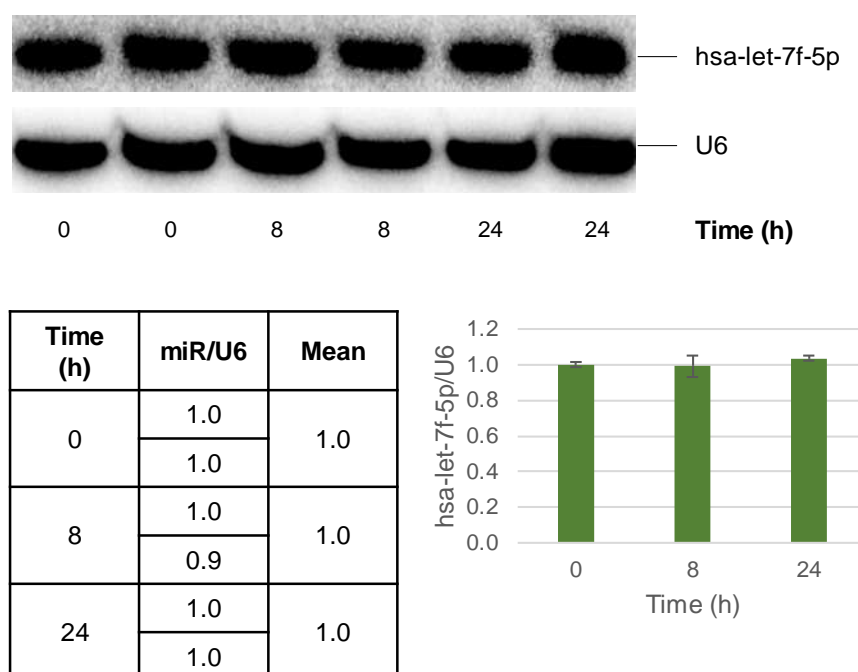 hsa-let-7f-5p
U6
0 0 8 8 24 24 Time (h)
Time (h) miR/U6 Mean
0 1.0 1.0
1.0
8 1.0 1.0
0.9
24 1.0 1.0
1.0
hsa-let-7f-5p/U6
1.2
1.0
0.8
0.6
0.4
0.2
0.0
0 8 24
Time (h)